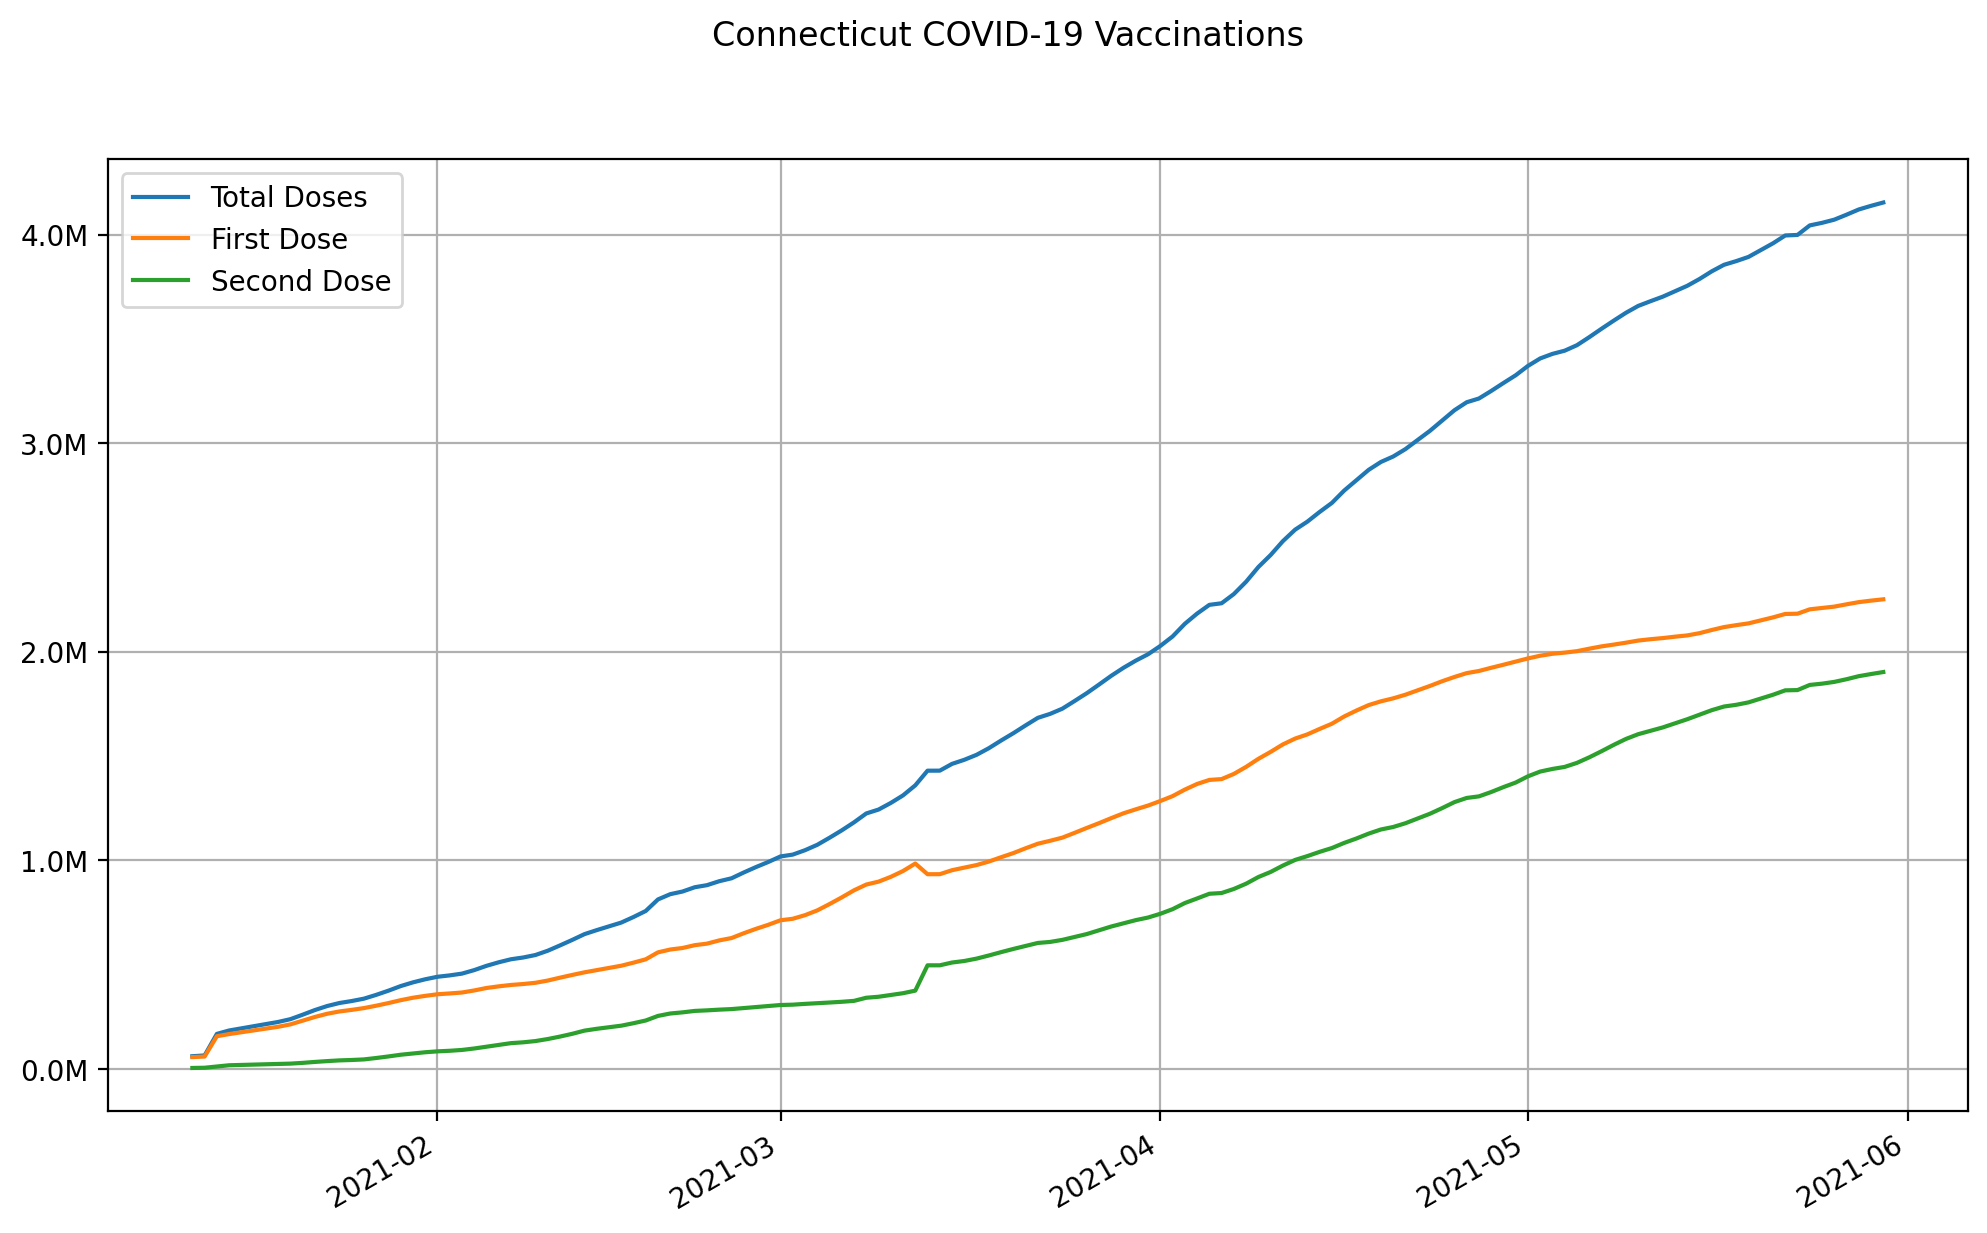 Connecticut COVID-19 Vaccinations
Total Doses
First Dose
Second Dose
4.0M
3.0M
2.0M
1.0M
0.0M
2021-02
2021-03
2021-04
2021-05
2021-06